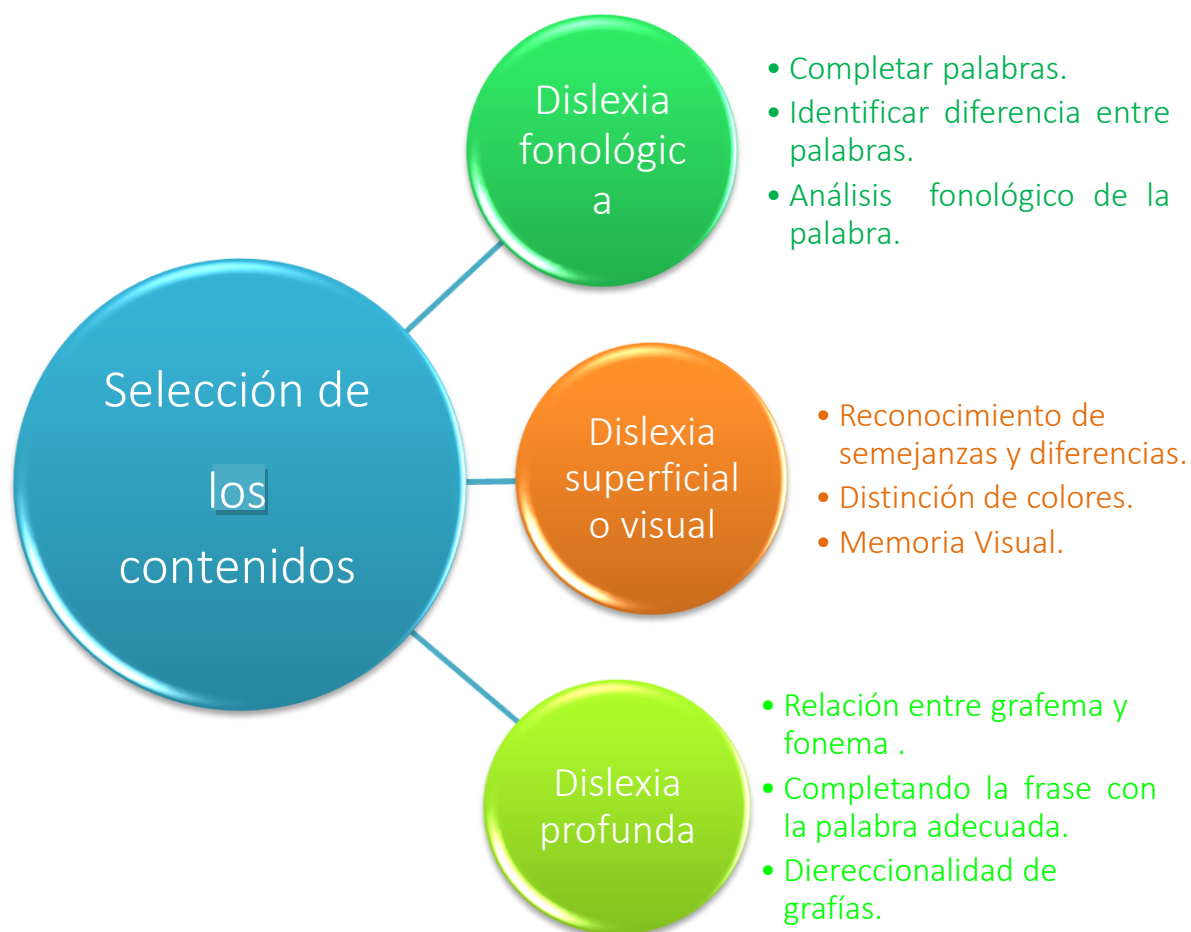 Selección de
los
contenidos
Dislexia
fonológic
a
• Completar palabras.
• Identificar diferencia entre
palabras.
• Análisis fonológico de la
palabra.
Dislexia
superficial
o visual
• Reconocimiento de
semejanzas y diferencias.
• Distinción de colores.
• Memoria Visual.
Dislexia
profunda
• Relación entre grafema y
fonema .
• Completando la frase con
la palabra adecuada.
• Diereccionalidad de
grafías.